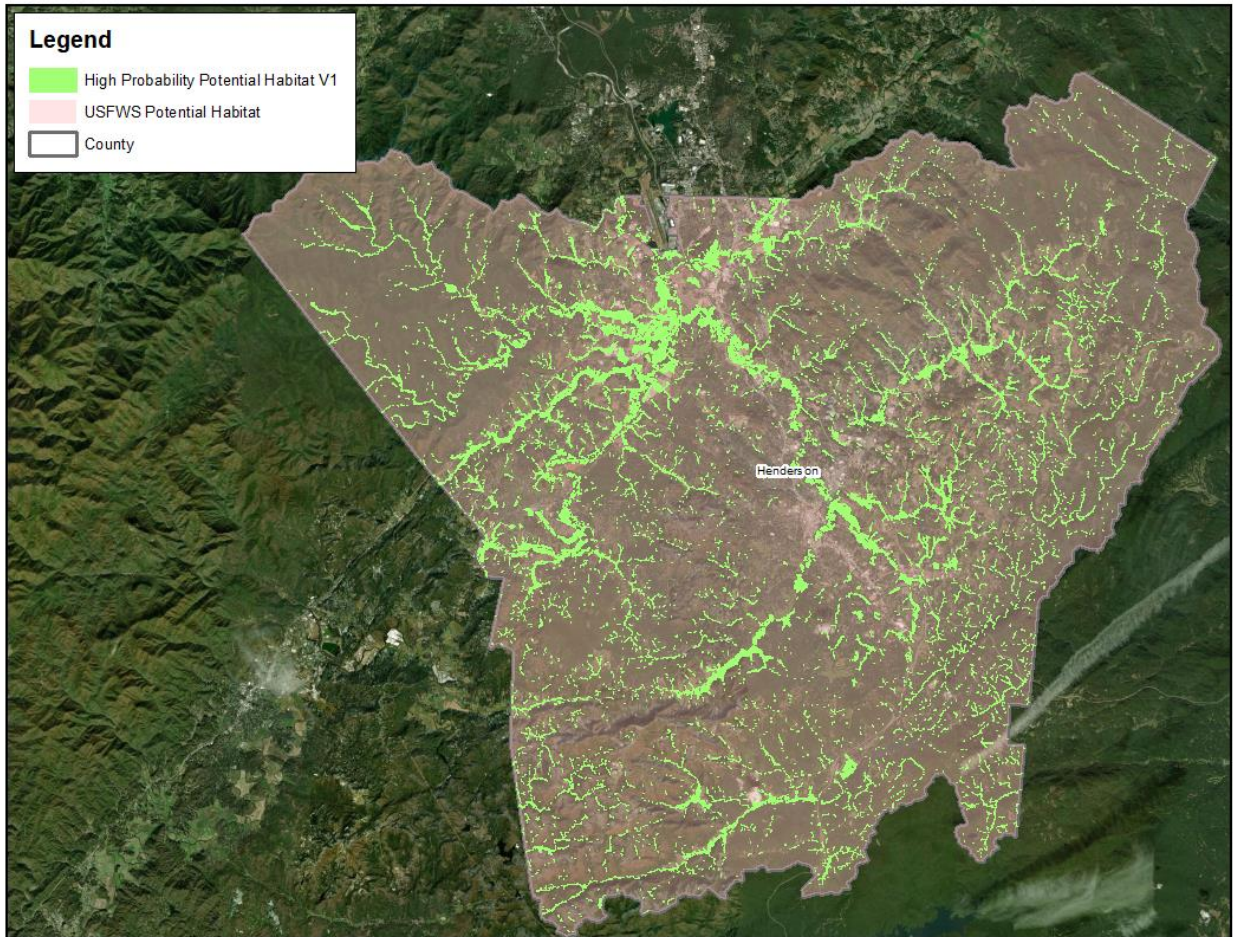 Legend
High Probability Potential Habitat V1
USFWS Potential Habitat
County
Henderson